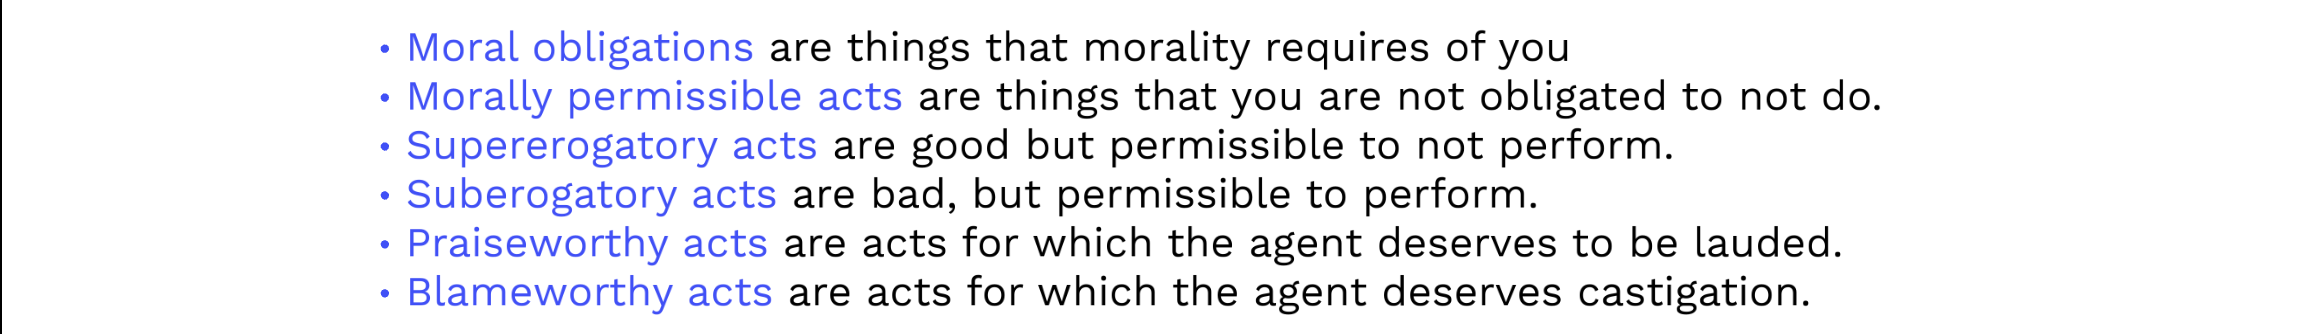 • Moral obligations are things that morality requires of you
• Morally permissible acts are things that you are not obligated to not do.
• Supererogatory acts are good but permissible to not perform.
• Suberogatory acts are bad, but permissible to perform.
• Praiseworthy acts are acts for which the agent deserves to be lauded.
• Blameworthy acts are acts for which the agent deserves castigation.